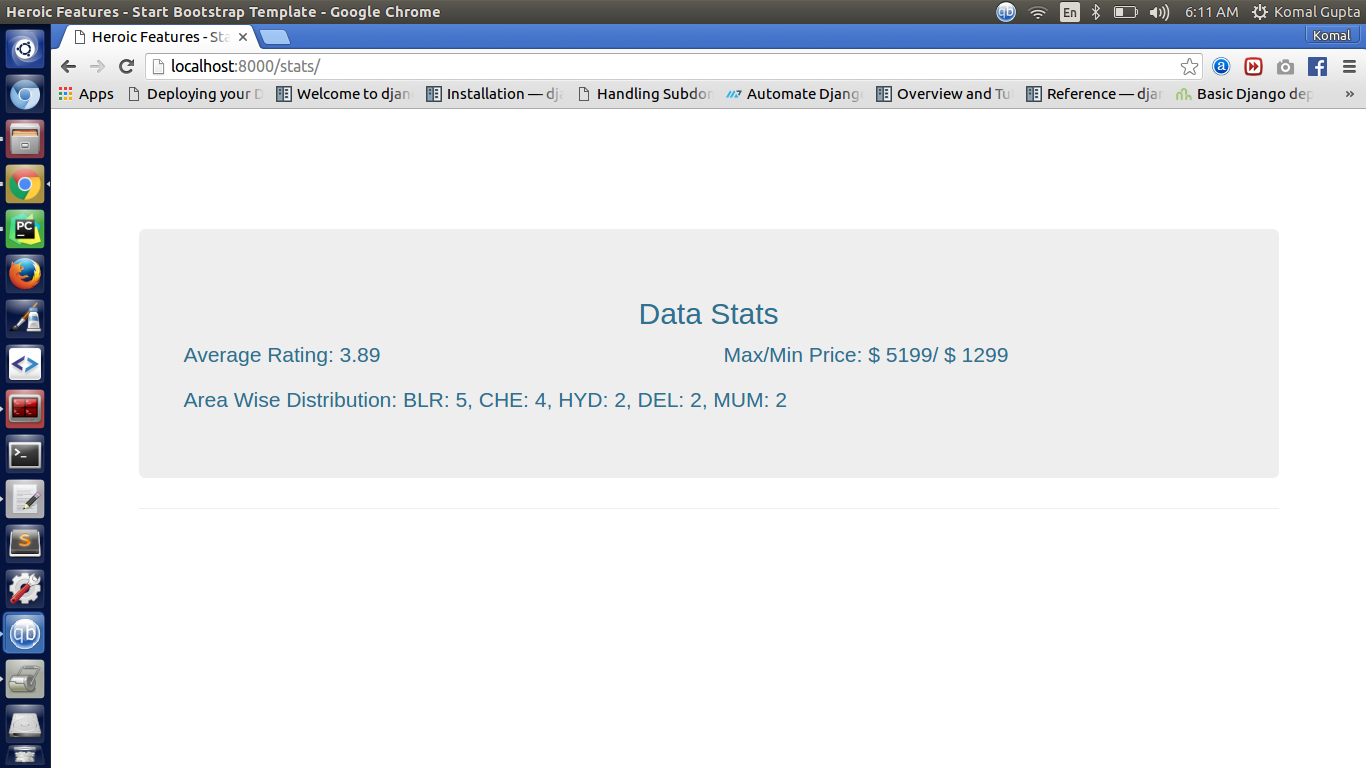 Heroic Features - Start Bootstrap Template - Google Chrome
En
6:11 AM
Komal Gupta
Heroic Features - Sta
Komal
localhost:8000/stats/
Apps
Deploying your D
Welcome to djan
Installation — dja
Handling Subdor
Automate Django
Overview and Tu
Reference — djar
Basic Django dep
»
Data Stats
Average Rating: 3.89
Max/Min Price: $ 5199/ $ 1299
Area Wise Distribution: BLR: 5, CHE: 4, HYD: 2, DEL: 2, MUM: 2
PC
S
qb